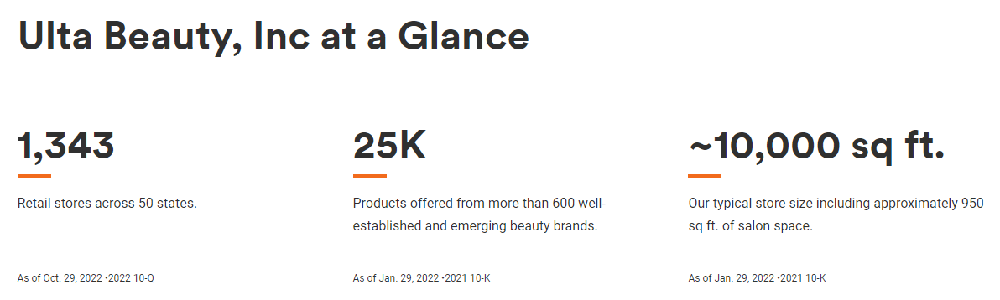 Ulta Beauty, Inc at a Glance
1,343
Retail stores across 50 states.
As of Oct. 29, 2022 •2022 10-Q
25K
Products offered from more than 600 well-
established and emerging beauty brands.
As of Jan. 29, 2022 •2021 10-K
~10,000 sq ft.
Our typical store size including approximately 950
sq ft. of salon space.
As of Jan. 29, 2022 •2021 10-K